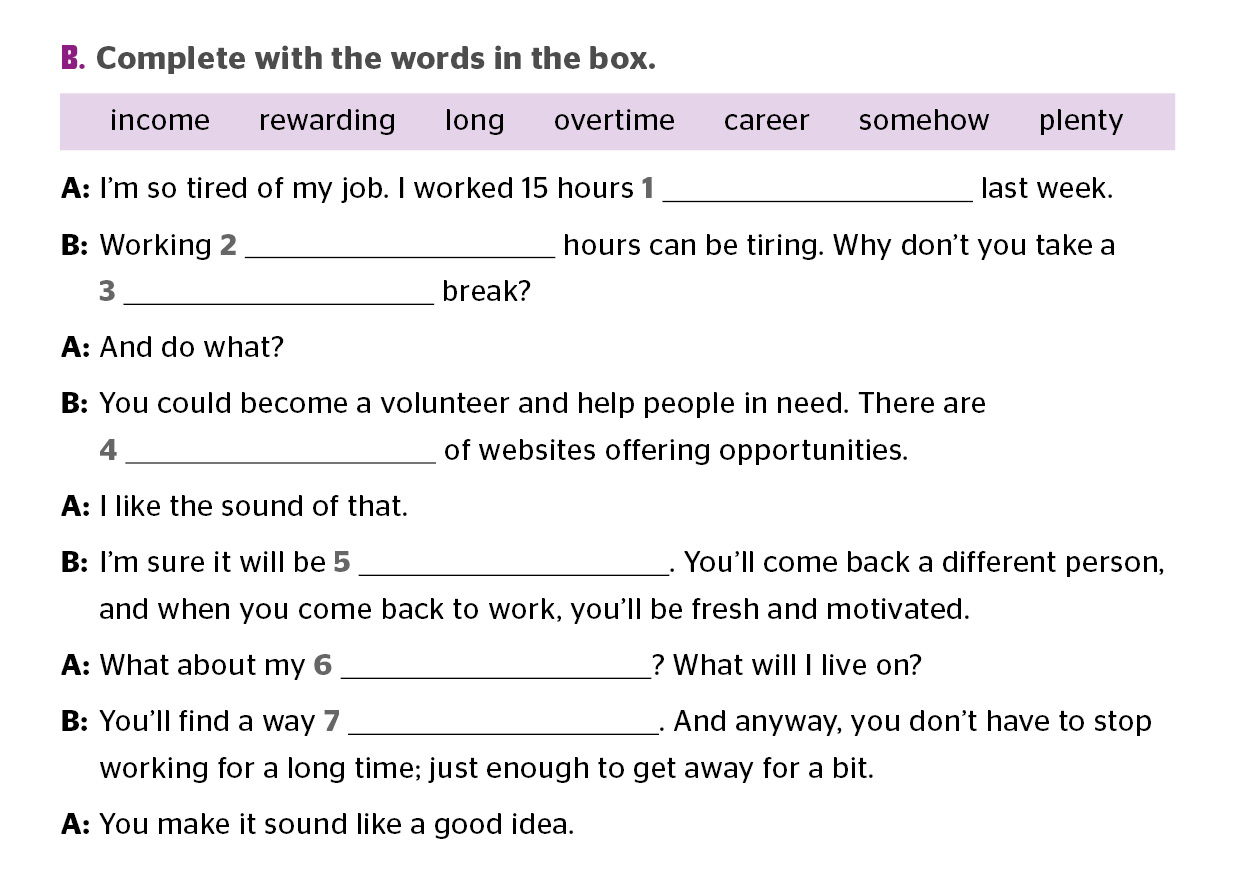 B. Complete with the words in the box.
income rewarding long overtime career somehow plenty
A: I’m so tired of my job. I worked 15 hours 1 ____________________ last week.
B: Working 2 ____________________ hours can be tiring. Why don’t you take a
3 ____________________ break?
A: And do what?
B: You could become a volunteer and help people in need. There are
4 ____________________ of websites offering opportunities.
A: I like the sound of that.
B: I’m sure it will be 5 ____________________. You’ll come back a different person,
and when you come back to work, you’ll be fresh and motivated.
A: What about my 6 ____________________? What will I live on?
B: You’ll find a way 7 ____________________. And anyway, you don’t have to stop
working for a long time; just enough to get away for a bit.
A: You make it sound like a good idea.